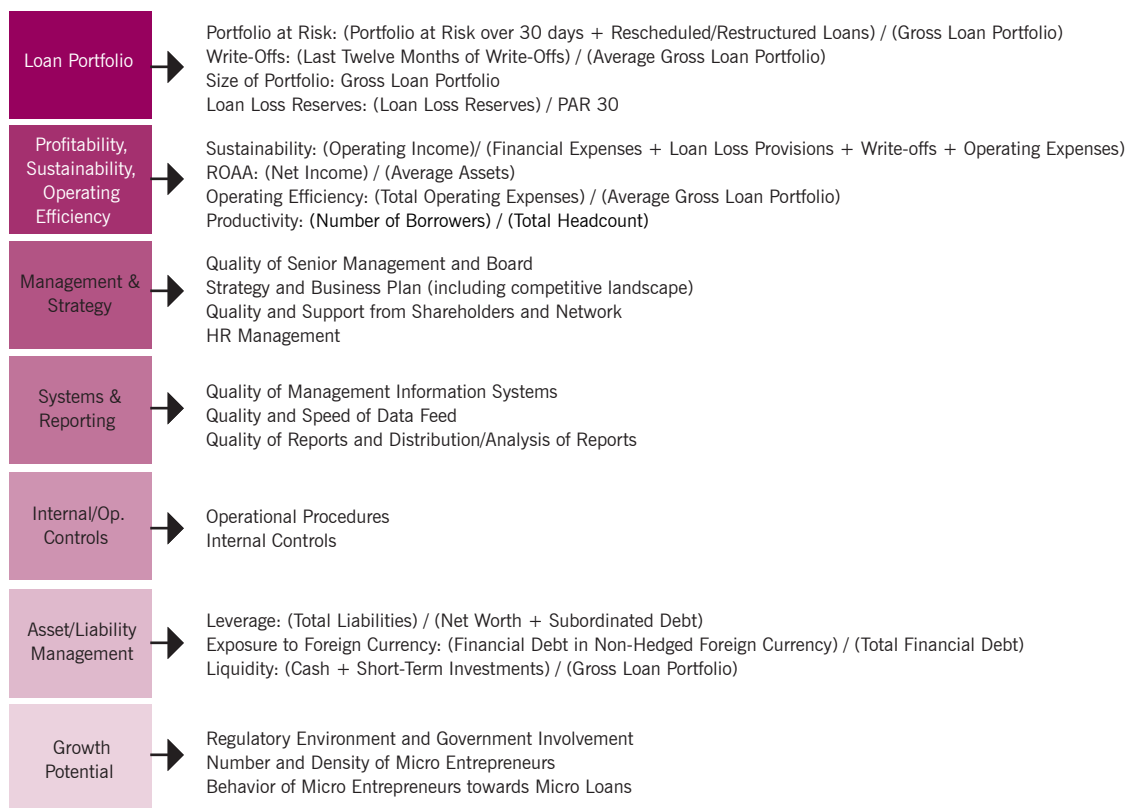 Loan Portfolio
Portfolio at Risk: (Portfolio at Risk over 30 days + Rescheduled/Restructured Loans) / (Gross Loan Portfolio)
Write-Offs: (Last Twelve Months of Write-Offs) / (Average Gross Loan Portfolio)
Size of Portfolio: Gross Loan Portfolio
Loan Loss Reserves: (Loan Loss Reserves) / PAR 30
Profitability,
Sustainability,
Operating
Efficiency
Sustainability: (Operating Income)/ (Financial Expenses + Loan Loss Provisions + Write-offs + Operating Expenses)
ROAA: (Net Income) / (Average Assets)
Operating Efficiency: (Total Operating Expenses) / (Average Gross Loan Portfolio)
Productivity: (Number of Borrowers) / (Total Headcount)
Management &
Strategy
Quality of Senior Management and Board
Strategy and Business Plan (including competitive landscape)
Quality and Support from Shareholders and Network
HR Management
Systems &
Reporting
Quality of Management Information Systems
Quality and Speed of Data Feed
Quality of Reports and Distribution/Analysis of Reports
Internal/Op.
Controls
Operational Procedures
Internal Controls
Asset/Liability
Management
Leverage: (Total Liabilities) / (Net Worth + Subordinated Debt)
Exposure to Foreign Currency: (Financial Debt in Non-Hedged Foreign Currency) / (Total Financial Debt)
Liquidity: (Cash + Short-Term Investments) / (Gross Loan Portfolio)
Growth
Potential
Regulatory Environment and Government Involvement
Number and Density of Micro Entrepreneurs
Behavior of Micro Entrepreneurs towards Micro Loans